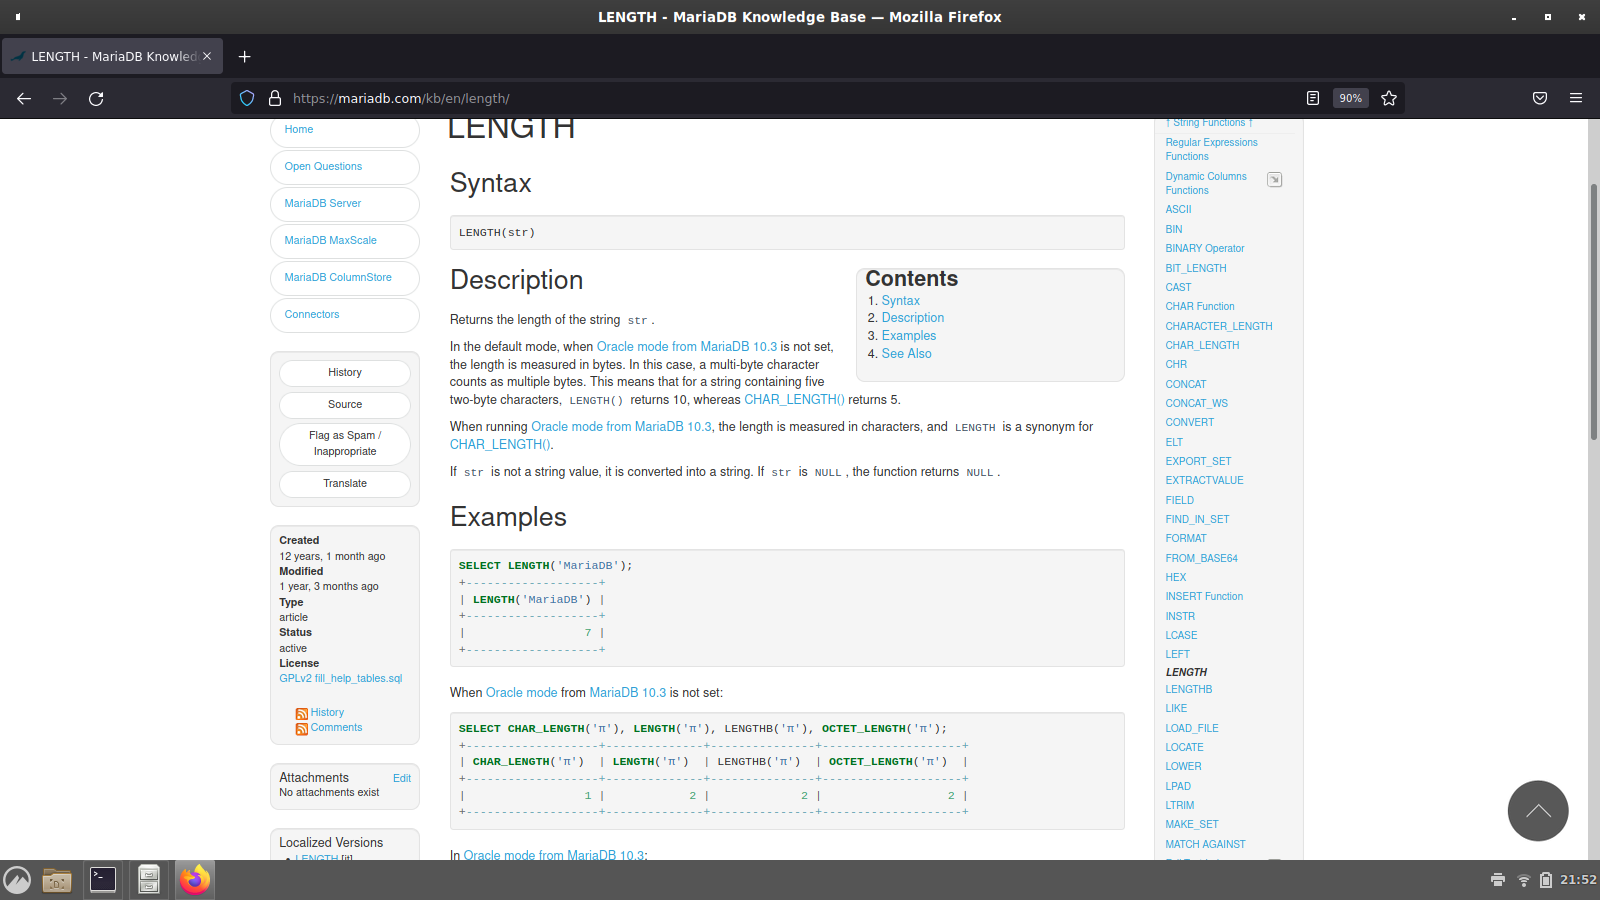 LENGTH - MariaDB Knowledge Base — Mozilla Firefox
LENGTH - MariaDB Knowled
https://mariadb.com/kb/en/length/
90%
Home
Open Questions
MariaDB Server
MariaDB MaxScale
MariaDB ColumnStore
Connectors
History
Source
Flag as Spam /
Inappropriate
Translate
Created
12 years, 1 month ago
Modified
1 year, 3 months ago
Type
article
Status
active
License
GPLv2 fill_help_tables.sql
History
Comments
Attachments Edit
No attachments exist
Localized Versions
• LENGTH [it]
LENGTH
Syntax
LENGTH(str)
Description
Returns the length of the string str.
In the default mode, when Oracle mode from MariaDB 10.3 is not set,
the length is measured in bytes. In this case, a multi-byte character
counts as multiple bytes. This means that for a string containing five
two-byte characters, LENGTH() returns 10, whereas CHAR_LENGTH() returns 5.
When running Oracle mode from MariaDB 10.3, the length is measured in characters, and LENGTH is a synonym for
CHAR_LENGTH().
If str is not a string value, it is converted into a string. If str is NULL, the function returns NULL.
Contents
1. Syntax
2. Description
3. Examples
4. See Also
Examples
SELECT LENGTH('MariaDB');
+-------------------+
| LENGTH('MariaDB') |
+-------------------+
|                 7 |
+-------------------+
When Oracle mode from MariaDB 10.3 is not set:
SELECT CHAR_LENGTH('π'), LENGTH('π'), LENGTHB('π'), OCTET_LENGTH('π');
+-------------------+--------------+---------------+--------------------+
| CHAR_LENGTH('π')  | LENGTH('π')  | LENGTHB('π')  | OCTET_LENGTH('π')  |
+-------------------+--------------+---------------+--------------------+
|                 1 |            2 |             2 |                  2 |
+-------------------+--------------+---------------+--------------------+
In Oracle mode from MariaDB 10.3:
↑ String Functions ↑
Regular Expressions
Functions
Dynamic Columns
Functions
ASCII
BIN
BINARY Operator
BIT_LENGTH
CAST
CHAR Function
CHARACTER_LENGTH
CHAR_LENGTH
CHR
CONCAT
CONCAT_WS
CONVERT
ELT
EXPORT_SET
EXTRACTVALUE
FIELD
FIND_IN_SET
FORMAT
FROM_BASE64
HEX
INSERT Function
INSTR
LCASE
LEFT
LENGTH
LENGTHB
LIKE
LOAD_FILE
LOCATE
LOWER
LPAD
LTRIM
MAKE_SET
MATCH AGAINST
21:52